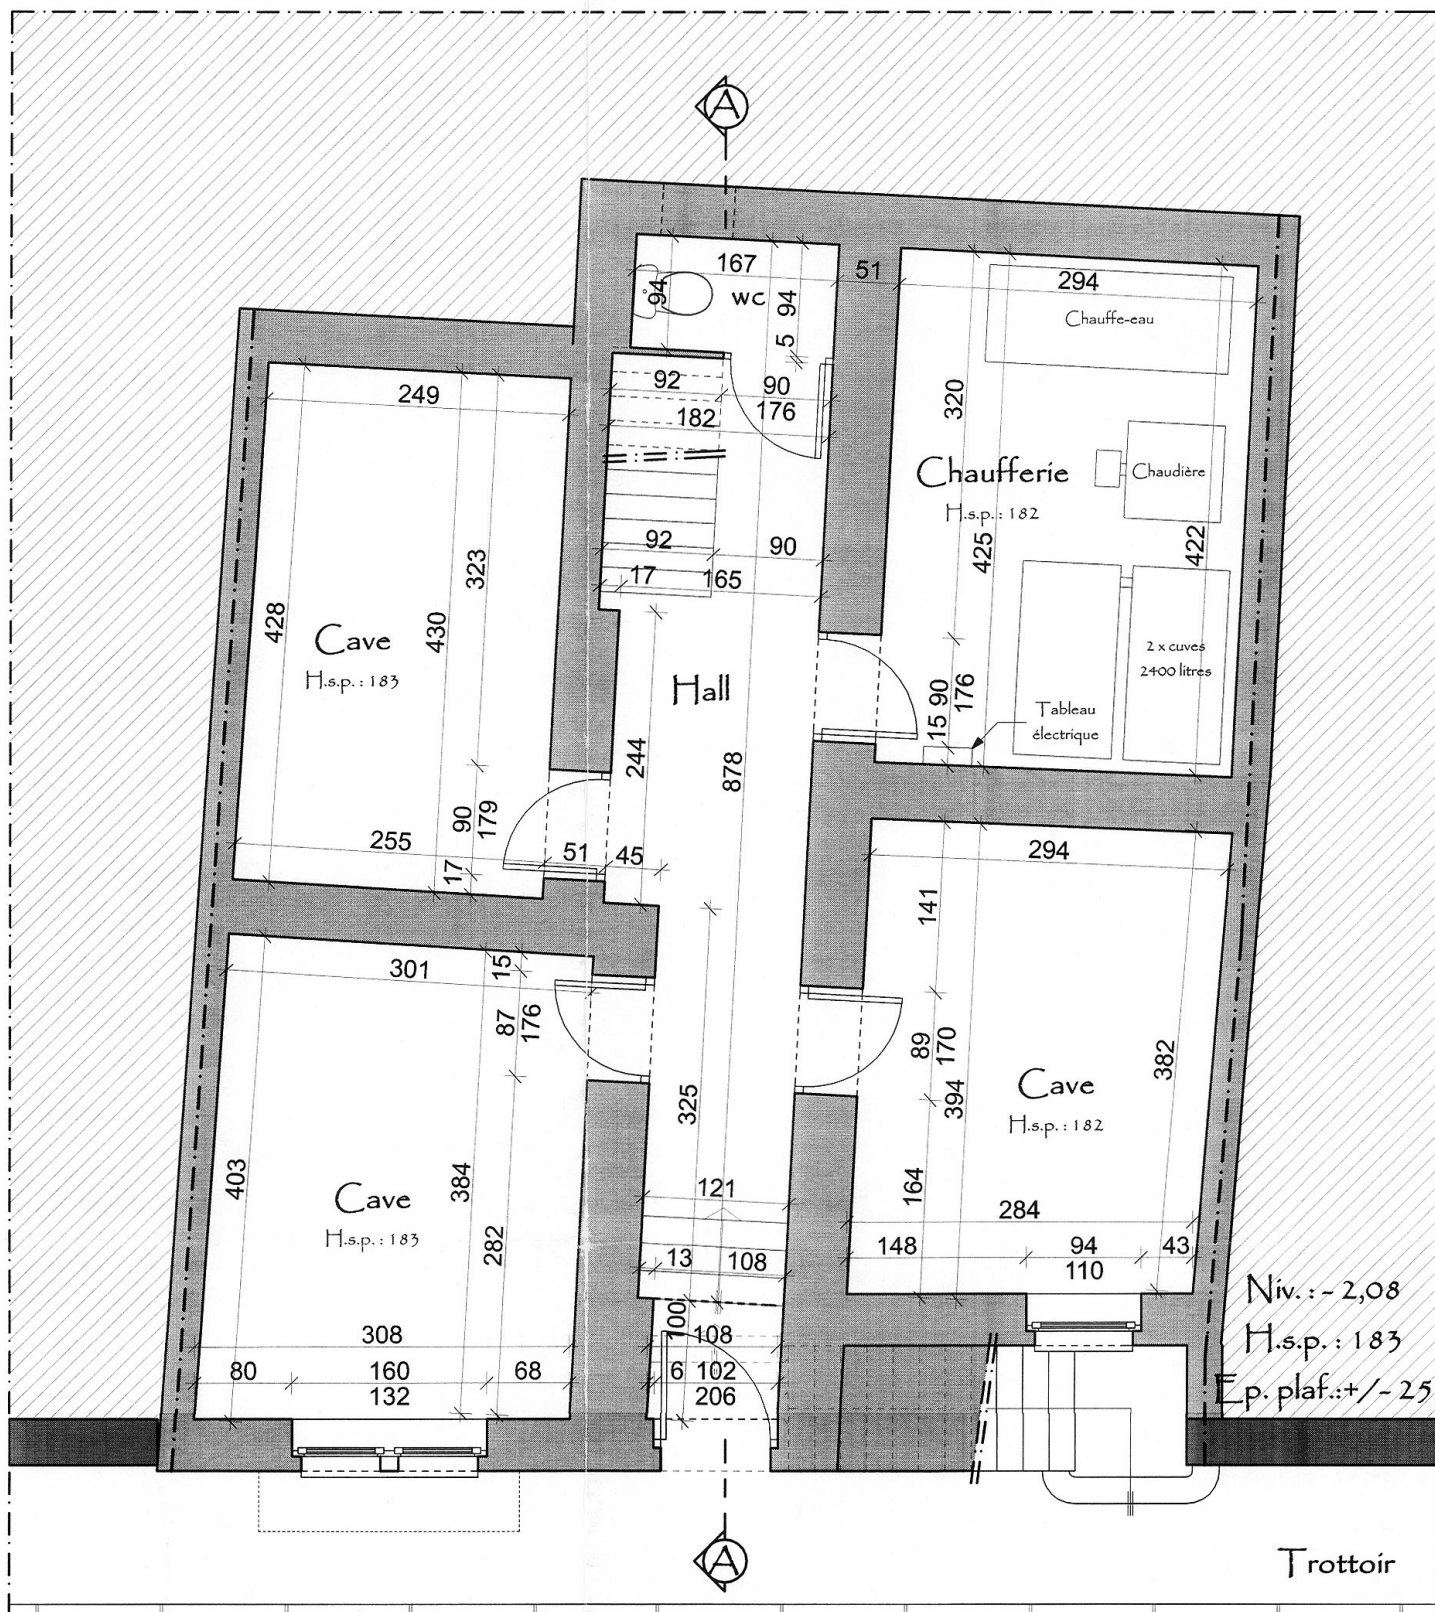 A
167
51
294
94
wc
94
5
Chauffe-eau
249
92
90
182
176
320
Chaufferie
H.s.p. : 182
Chaudière
323
92
90
17
165
425
422
428
430
Cave
H.s.p. : 183
Hall
2 x cuves
2400 litres
90
176
15
Tableau
électrique
244
878
90
179
255
51
45
17
294
141
301
15
87
176
89
170
394
382
Cave
H.s.p. : 182
325
403
Cave
H.s.p. : 183
384
282
121
164
284
148
94
43
110
13
108
Niv. : - 2,08
H.s.p. : 183
Ep. plaf.:+/- 25
100
308
108
80
160
68
132
6
102
206
A
Trottoir